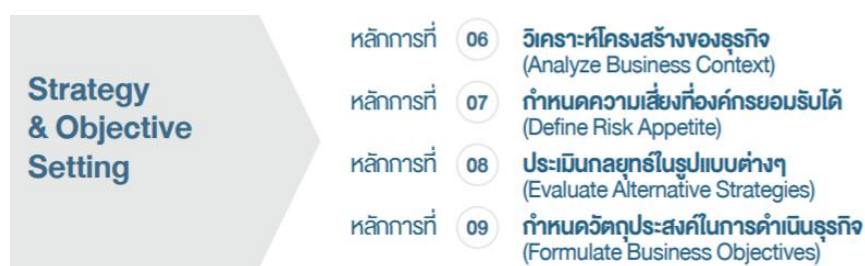 Strategy
& Objective
Setting
หลักการที่ 06 วิเคราะห์โครงสร้างของธุรกิจ
(Analyze Business Context)
หลักการที่ 07 กำหนดความเสี่ยงที่องค์กรยอมรับได้
(Define Risk Appetite)
หลักการที่ 08 ประเมินกลยุทธ์ในรูปแบบต่างๆ
(Evaluate Alternative Strategies)
หลักการที่ 09 กำหนดวัตถุประสงค์ในการดำเนินธุรกิจ
(Formulate Business Objectives)